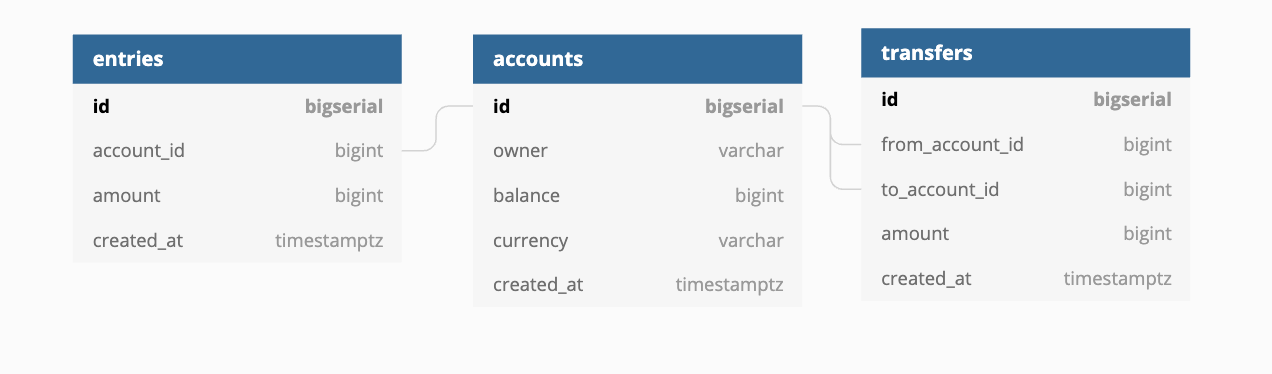 entries
id bigserial
account_id bigint
amount bigint
created_at timestamptz
accounts
id bigserial
owner varchar
balance bigint
currency varchar
created_at timestamptz
transfers
id bigserial
from_account_id bigint
to_account_id bigint
amount bigint
created_at timestamptz